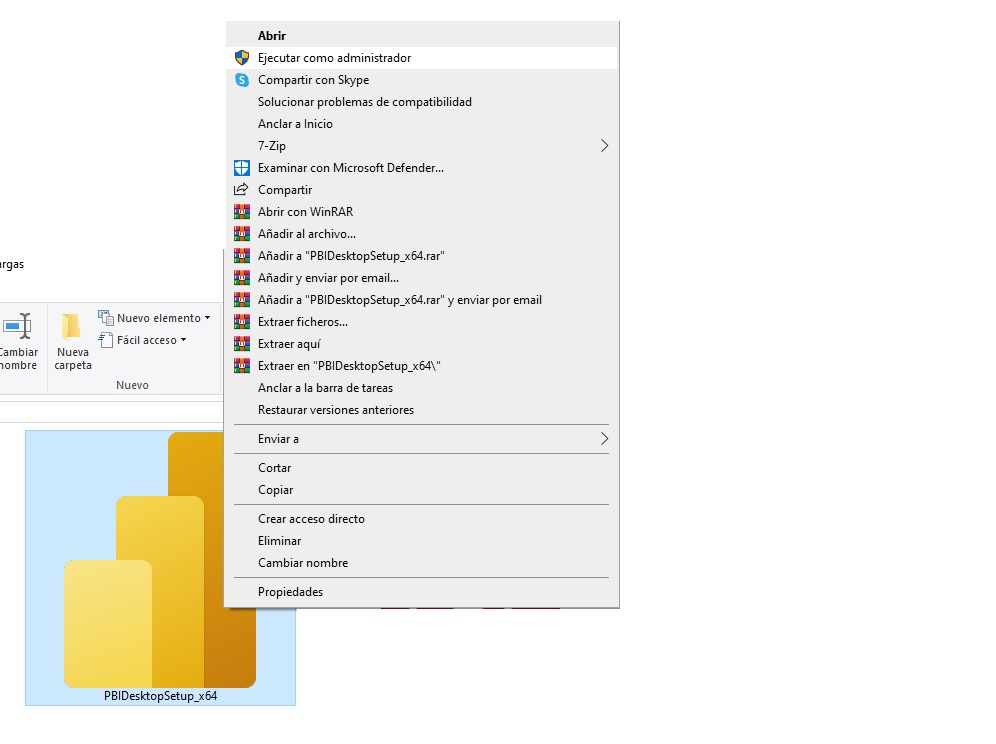 Abrir
Ejecutar como administrador
Compartir con Skype
Solucionar problemas de compatibilidad
Anclar a Inicio
7-Zip
Examinar con Microsoft Defender...
Compartir
Abrir con WinRAR
Añadir al archivo...
Añadir a "PBIDesktopSetup_x64.rar"
Añadir y enviar por email...
Añadir a "PBIDesktopSetup_x64.rar" y enviar por email
Extraer ficheros...
Extraer aquí
Extraer en "PBIDesktopSetup_x64\"
Anclar a la barra de tareas
Restaurar versiones anteriores
Enviar a
Cortar
Copiar
Crear acceso directo
Eliminar
Cambiar nombre
Propiedades
argas
Cambiar
nombre
Nueva
carpeta
Nuevo elemento
Fácil acceso
Nuevo
PBIDesktopSetup_x64